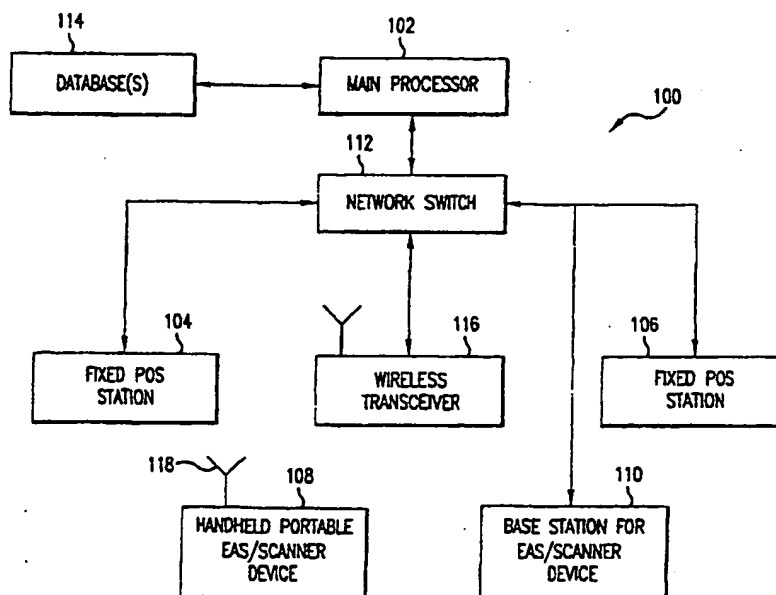 114
DATABASE(S)
102
MAIN PROCESSOR
100
112
NETWORK SWITCH
104
FIXED POS
STATION
116
WIRELESS
TRANSCEIVER
106
FIXED POS
STATION
118
108
HANDHELD PORTABLE
EAS/SCANNER
DEVICE
110
BASE STATION FOR
EAS/SCANNER
DEVICE